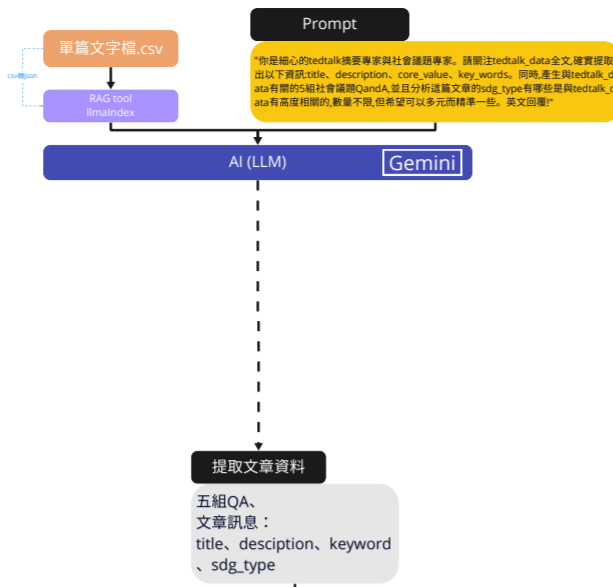 Prompt
單篇文字檔.csv
"你是細心的tedtalk摘要專家與社會議題專家。請關注tedtalk_data全文,確實提取
出以下資訊:title、description、core_value、key_words。同時,產生與tedtalk_d
ata有關的5組社會議題QandA,並且分析這篇文章的sdg_type有哪些是與tedtalk_d
ata有高度相關的,數量不限,但希望可以多元而精準一些。英文回覆!"
csv轉json
RAG tool
llmaIndex
AI (LLM)
Gemini
提取文章資料
五組QA、
文章訊息：
title、desciption、keyword
、sdg_type